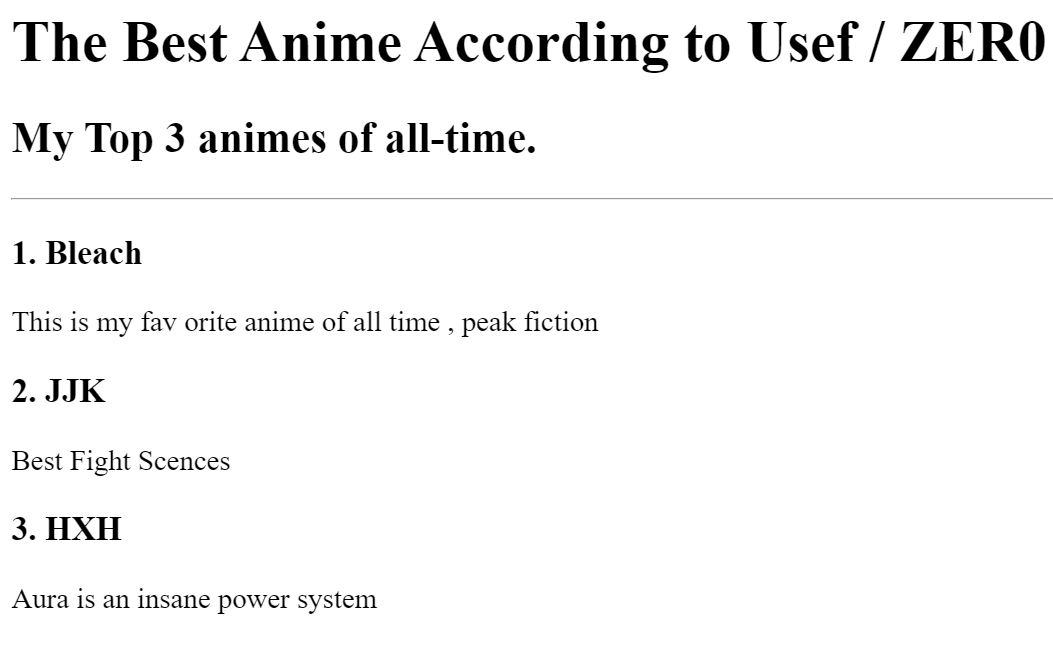 The Best Anime According to Usef / ZER0
My Top 3 animes of all-time.
1. Bleach
This is my fav orite anime of all time , peak fiction
2. JJK
Best Fight Scences
3. HXH
Aura is an insane power system